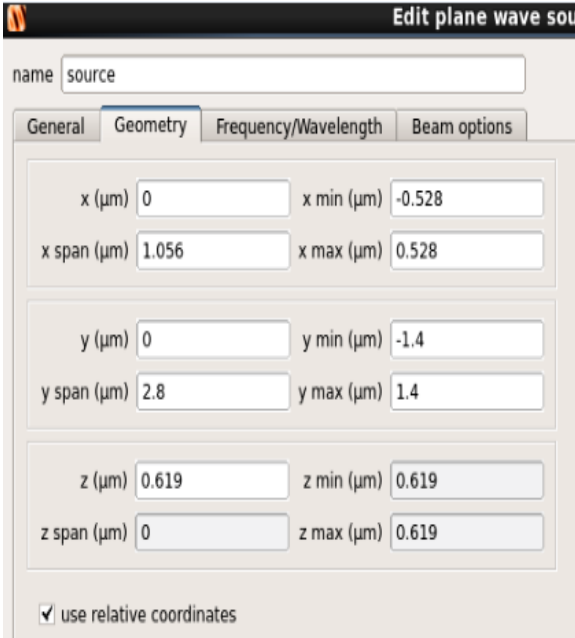 Edit plane wave sou
name source
General Geometry Frequency/Wavelength Beam options
x (µm) 0 x min (µm) -0.528
x span (µm) 1.056 x max (µm) 0.528
y (µm) 0 y min (µm) -1.4
y span (µm) 2.8 y max (µm) 1.4
z (µm) 0.619 z min (µm) 0.619
z span (µm) 0 z max (µm) 0.619
use relative coordinates